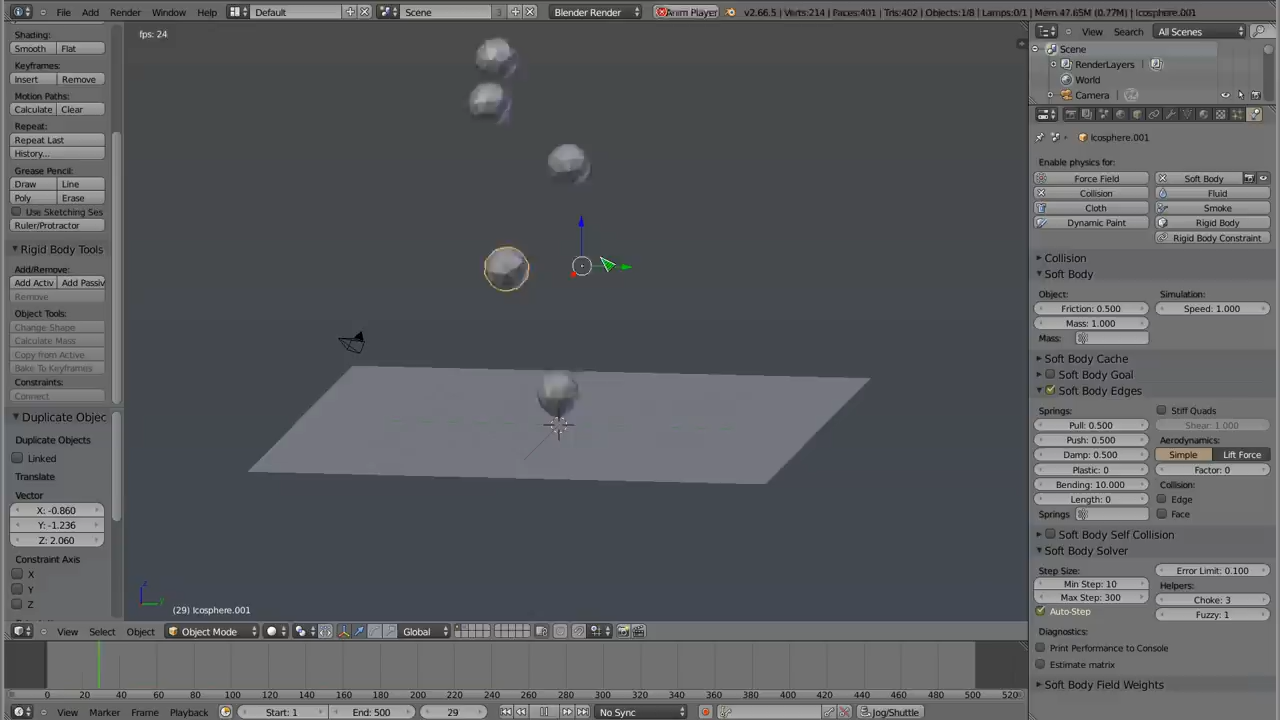 File Add Render Window Help Default Scene 3 Blender Render Anim Player v2.66.5 | Verts:214 | Faces:401 | Tris:402 | Objects:1/8 | Lamps:0/1 | Mem:47.65M (0.77M) | Icosphere.001
Shading:
Smooth Flat
Keyframes:
Insert Remove
Motion Paths:
Calculate Clear
Repeat:
Repeat Last
History...
Grease Pencil:
Draw Line
Poly Erase
Use Sketching Ses
Ruler/Protractor
Rigid Body Tools
Add/Remove:
Add Activ Add Passiv
Remove
Object Tools:
Change Shape
Calculate Mass
Copy from Active
Bake To Keyframes
Constraints:
Connect
Duplicate Objec
Duplicate Objects
Linked
Translate
Vector
X: -0.860
Y: -1.236
Z: 2.060
Constraint Axis
X
Y
Z
fps: 24
z
y
(29) Icosphere.001
View Select Object Object Mode Global
0 20 40 60 80 100 120 140 160 180 200 220 240 260 280 300 320 340 360 380 400 420 440 460 480 500 520
View Marker Frame Playback Start: 1 End: 500 29 No Sync Jog/Shuttle
View Search All Scenes
Scene
RenderLayers
World
Camera
Icosphere.001
Enable physics for:
Force Field Soft Body
Collision Fluid
Cloth Smoke
Dynamic Paint Rigid Body
Rigid Body Constraint
Collision
Soft Body
Object: Simulation:
Friction: 0.500 Speed: 1.000
Mass: 1.000
Mass:
Soft Body Cache
Soft Body Goal
Soft Body Edges
Springs: Stiff Quads
Pull: 0.500 Shear: 1.000
Push: 0.500 Aerodynamics:
Damp: 0.500 Simple Lift Force
Plastic: 0 Factor: 0
Bending: 10.000 Collision:
Length: 0 Edge
Springs Face
Soft Body Self Collision
Soft Body Solver
Step Size: Error Limit: 0.100
Min Step: 10 Helpers:
Max Step: 300 Choke: 3
Auto-Step Fuzzy: 1
Diagnostics:
Print Performance to Console
Estimate matrix
Soft Body Field Weights